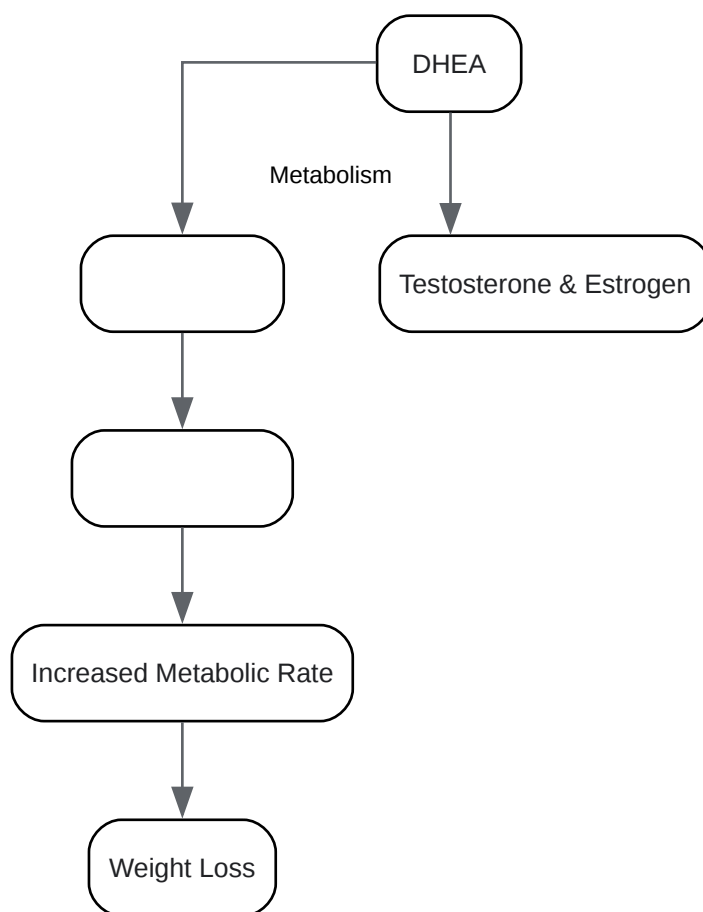 DHEA
Metabolism
Testosterone & Estrogen
Increased Metabolic Rate
Weight Loss